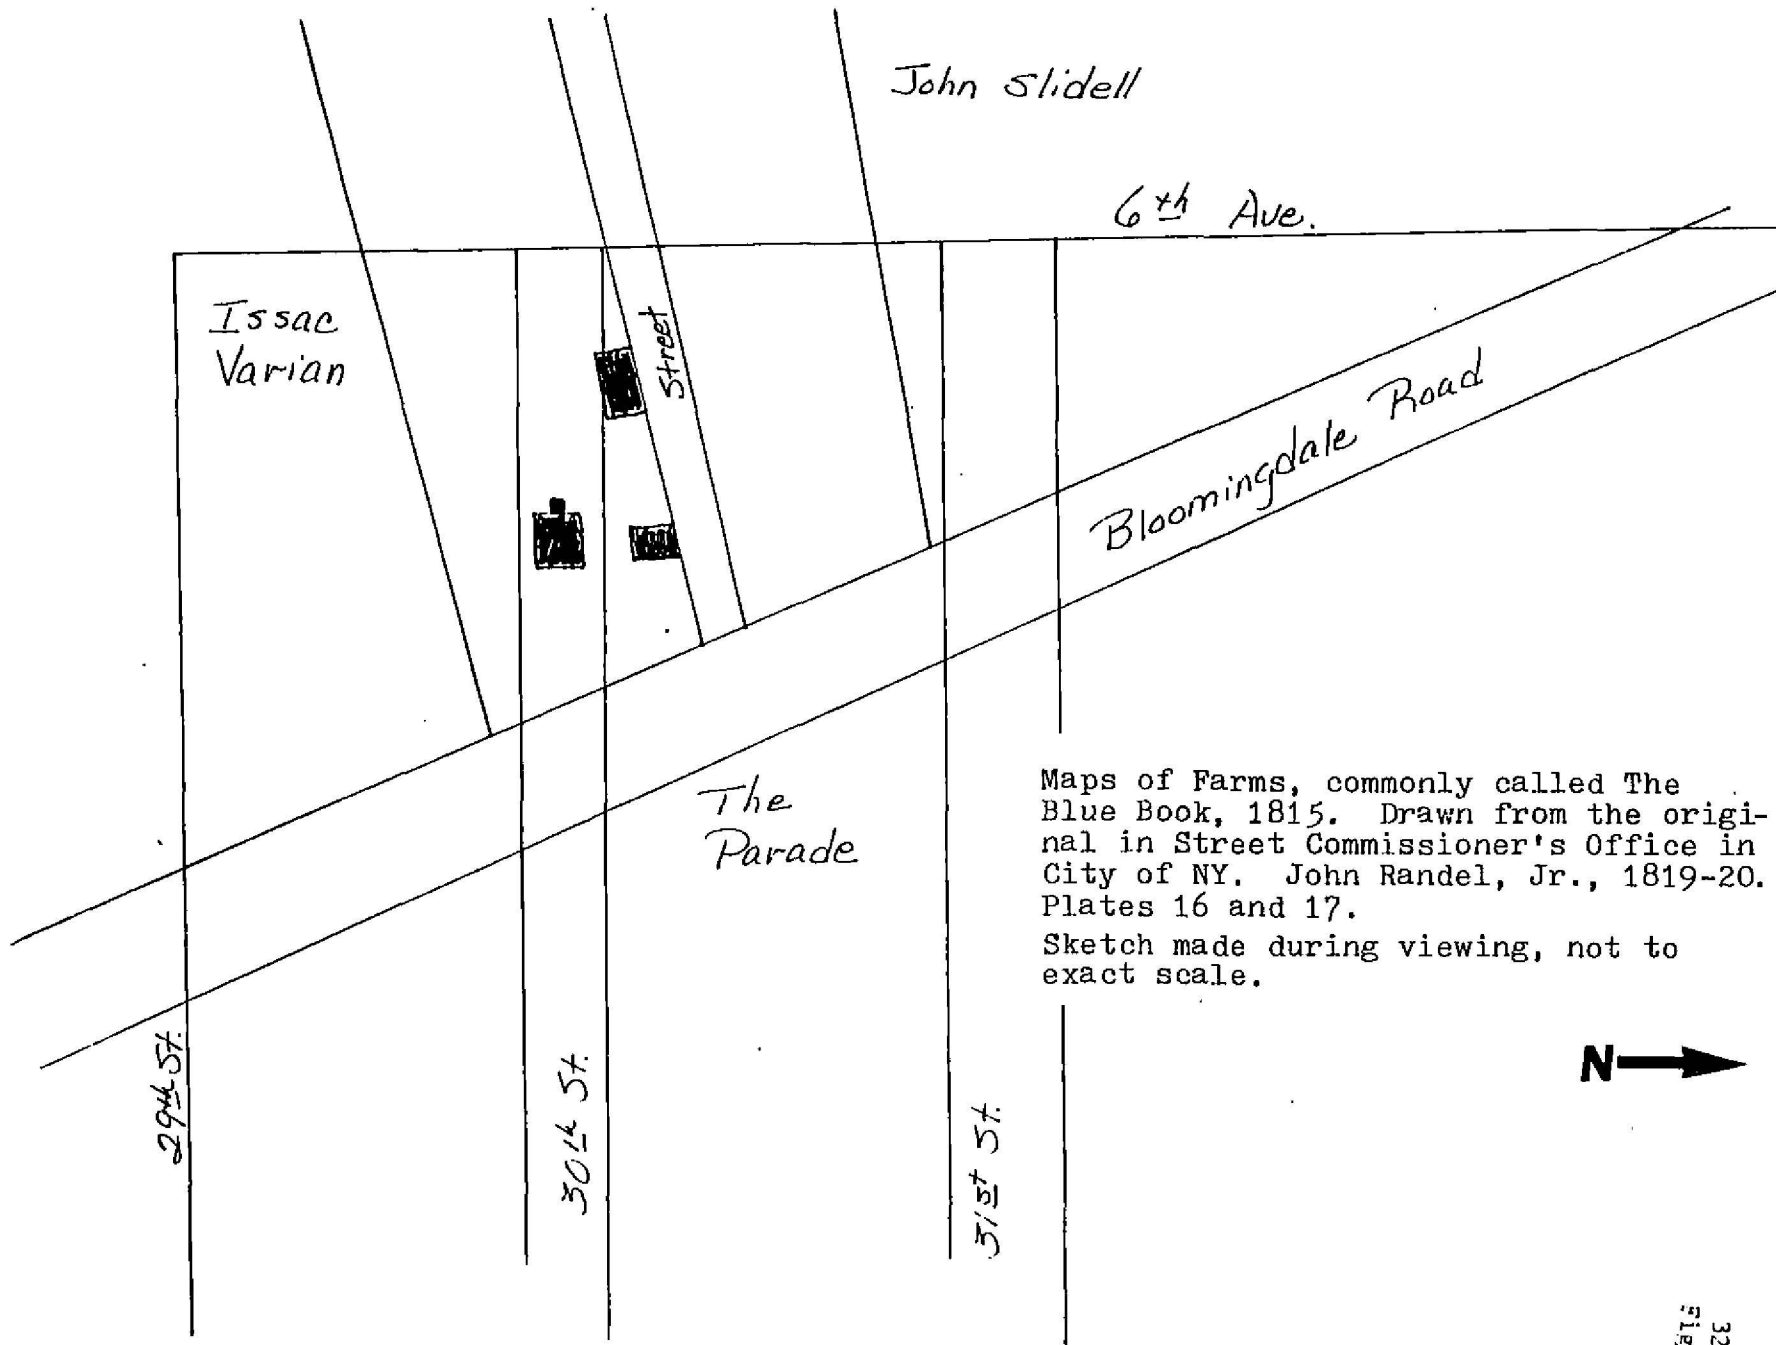 John Slidell
6th Ave.
Issac
Varian
Street
Bloomingdale Road
The
Parade
Maps of Farms, commonly called The
Blue Book, 1815. Drawn from the origi-
nal in Street Commissioner's Office in
City of NY. John Randel, Jr., 1819-20.
Plates 16 and 17.
Sketch made during viewing, not to
exact scale.
29th St.
30th St.
31st St.
N
32